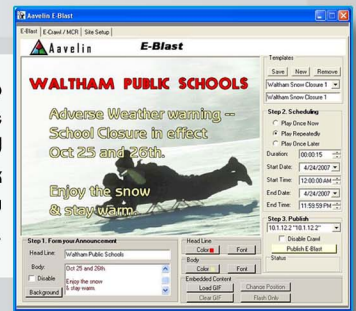 Aavelin E-Blast
E-Blast E-Crawl / MCR Site Setup
Aavelin
E-Blast
WALTHAM PUBLIC SCHOOLS
Adverse Weather warning --
School Closure in effect
Oct 25 and 26th.
Enjoy the snow
& stay warm.
Templates
Save New Remove
Waltham Snow Closure 1
Waltham Snow Closure 1
Step 2. Scheduling
Play Once Now
Play Repeatedly
Play Once Later
Duration: 00:00:15
Start Date: 4/24/2007
Start Time: 12:00:00 AM
End Date: 4/24/2007
End Time: 11:59:59 PM
Step 3. Publish
10.1.12.2 "10.1.12.2"
Disable Crawl
Publish E-Blast
Status
Step 1. Form your Announcement
Head Line: Waltham Public Schools
Body:
Disable
Background
Oct 25 and 26th.
Enjoy the snow
& stay warm.
Head Line
Color Font
Body
Color Font
Embedded Content
Load GIF Change Position
Clear GIF Flash Only